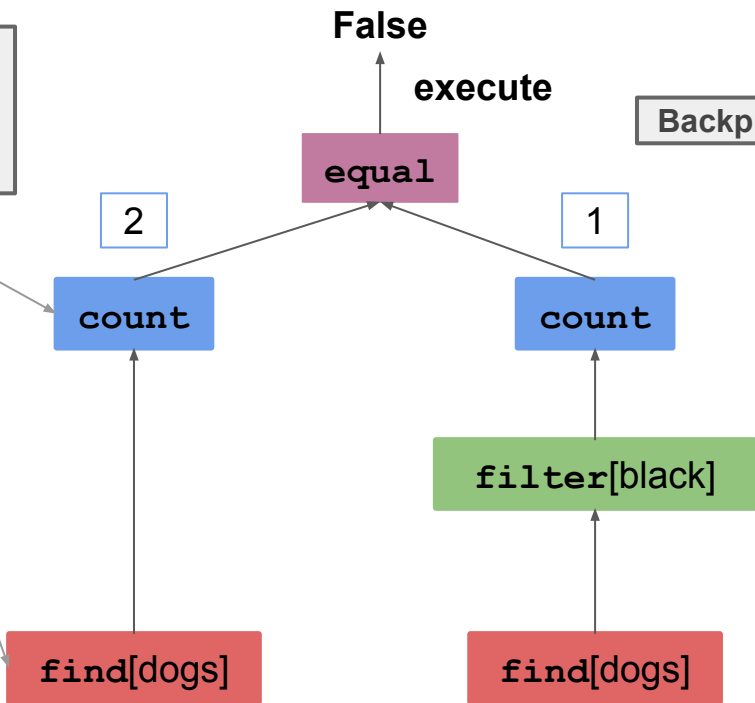 False
execute
Backp
equal
2
1
count
count
filter[black]
find[dogs]
find[dogs]